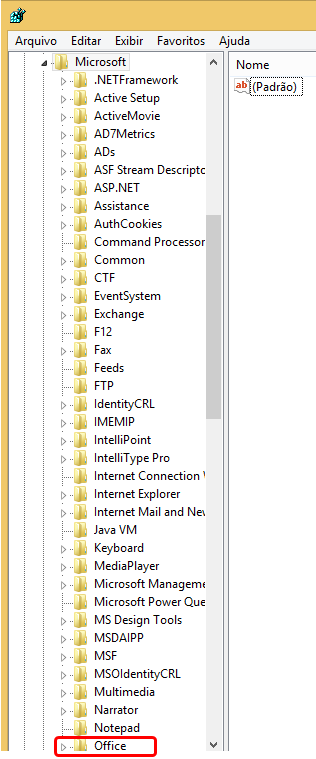 Arquivo Editar Exibir Favoritos Ajuda
Nome
ab (Padrão)
Microsoft
.NETFramework
Active Setup
ActiveMovie
AD7Metrics
ADs
ASF Stream Descripto
ASP.NET
Assistance
AuthCookies
Command Processor
Common
CTF
EventSystem
Exchange
F12
Fax
Feeds
FTP
IdentityCRL
IMEMIP
IntelliPoint
IntelliType Pro
Internet Connection W
Internet Explorer
Internet Mail and New
Java VM
Keyboard
MediaPlayer
Microsoft Manageme
Microsoft Power Que
MS Design Tools
MSDAIPP
MSF
MSOIdentityCRL
Multimedia
Narrator
Notepad
Office